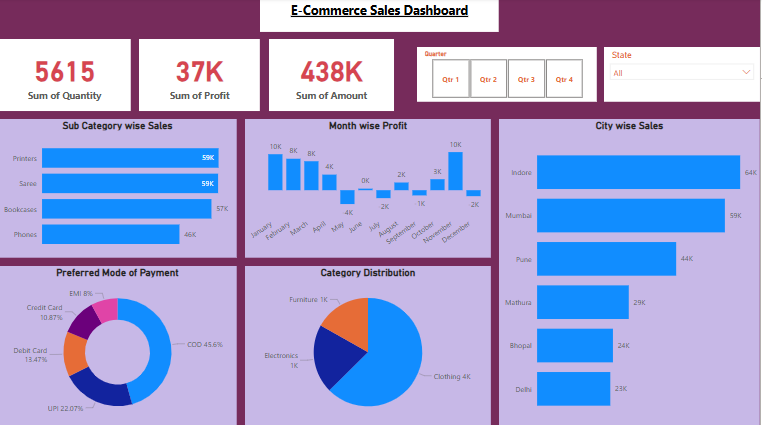 E-Commerce Sales Dashboard
5615
Sum of Quantity
37K
Sum of Profit
438K
Sum of Amount
Quarter
Qtr 1
Qtr 2
Qtr 3
Qtr 4
State
All
Sub Category wise Sales
Printers 59K
Saree 59K
Bookcases 57K
Phones 46K
Month wise Profit
10K
8K
8K
4K
-4K
0K
-2K
2K
-1K
3K
10K
2K
January
February
March
April
May
June
July
August
September
October
November
December
City wise Sales
Indore 64K
Mumbai 59K
Pune 44K
Mathura 29K
Bhopal 24K
Delhi 23K
Preferred Mode of Payment
EMI 8%
Credit Card
10.87%
Debit Card
13.47%
UPI 22.07%
COD 45.6%
Category Distribution
Furniture 1K
Electronics
1K
Clothing 4K